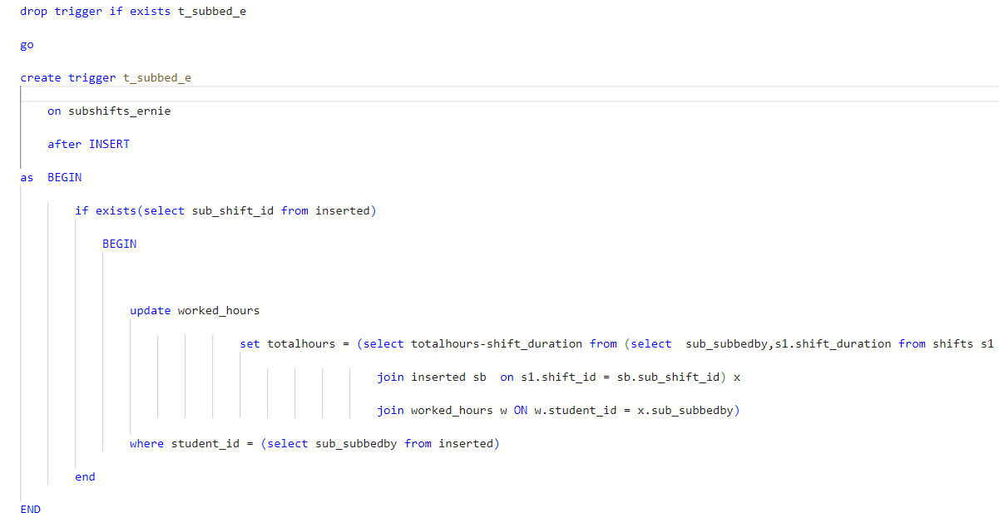 drop trigger if exists t_subbed_e
go
create trigger t_subbed_e
on subshifts_ernie
after INSERT
as  BEGIN
if exists(select sub_shift_id from inserted)
BEGIN
update worked_hours
set totalhours = (select totalhours-shift_duration from (select  sub_subbedby,s1.shift_duration from shifts s1
join inserted sb  on s1.shift_id = sb.sub_shift_id) x
join worked_hours w ON w.student_id = x.sub_subbedby)
where student_id = (select sub_subbedby from inserted)
end
END